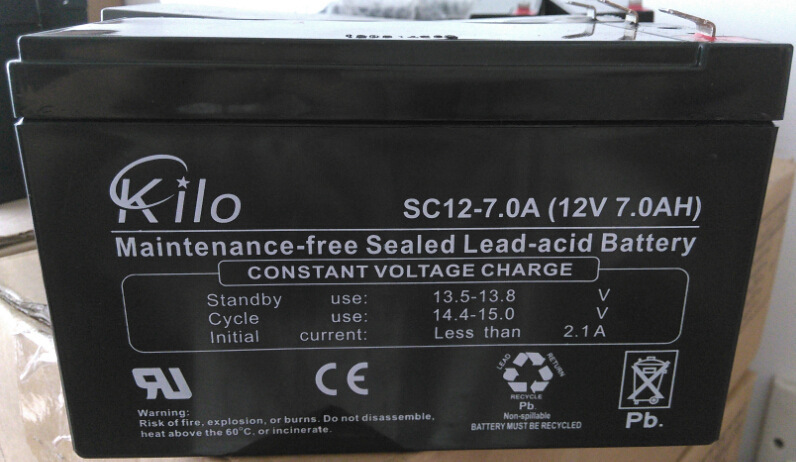 Kilo
SC12-7.0A (12V 7.0AH)
Maintenance-free Sealed Lead-acid Battery
CONSTANT VOLTAGE CHARGE
Standby use: 13.5-13.8 V
Cycle use: 14.4-15.0 V
Initial current: Less than 2.1A
RU
CE
LEAD RETURN
RECYCLE
Pb.
Non-spillable
BATTERY MUST BE RECYCLED
Pb.
Warning:
Risk of fire, explosion, or burns. Do not disassemble,
heat above the 60°C. or incinerate.